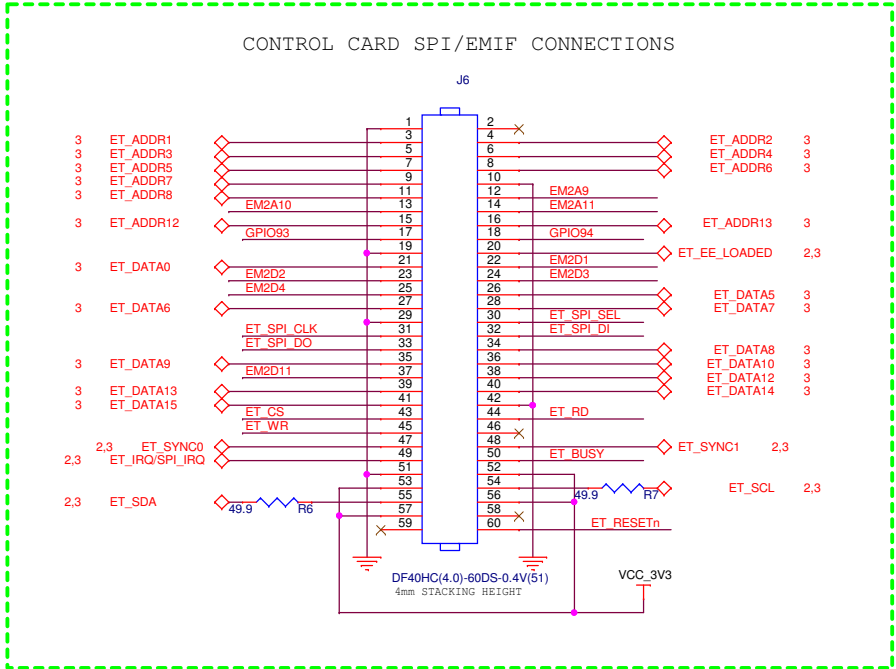 CONTROL CARD SPI/EMIF CONNECTIONS
J6
1 2
3 ET_ADDR1 3 4 ET_ADDR2 3
3 ET_ADDR3 5 6 ET_ADDR4 3
3 ET_ADDR5 7 8 ET_ADDR6 3
3 ET_ADDR7 9 10
3 ET_ADDR8 11 12 EM2A9
EM2A10 13 14 EM2A11
3 ET_ADDR12 15 16 ET_ADDR13 3
GPIO93 17 18 GPIO94
19 20 ET_EE_LOADED 2,3
3 ET_DATA0 21 22 EM2D1
EM2D2 23 24 EM2D3
EM2D4 25 26 ET_DATA5 3
3 ET_DATA6 27 28 ET_DATA7 3
29 30 ET_SPI_SEL
ET_SPI_CLK 31 32 ET_SPI_DI
ET_SPI_DO 33 34 ET_DATA8 3
3 ET_DATA9 35 36 ET_DATA10 3
EM2D11 37 38 ET_DATA12 3
3 ET_DATA13 39 40 ET_DATA14 3
3 ET_DATA15 41 42
ET_CS 43 44 ET_RD
ET_WR 45 46
2,3 ET_SYNC0 47 48 ET_SYNC1 2,3
2,3 ET_IRQ/SPI_IRQ 49 50 ET_BUSY
51 52
53 54 49.9 R7 ET_SCL 2,3
2,3 ET_SDA 49.9 R6 55 56
57 58
59 60 ET_RESETn
DF40HC(4.0)-60DS-0.4V(51)
4mm STACKING HEIGHT
VCC_3V3